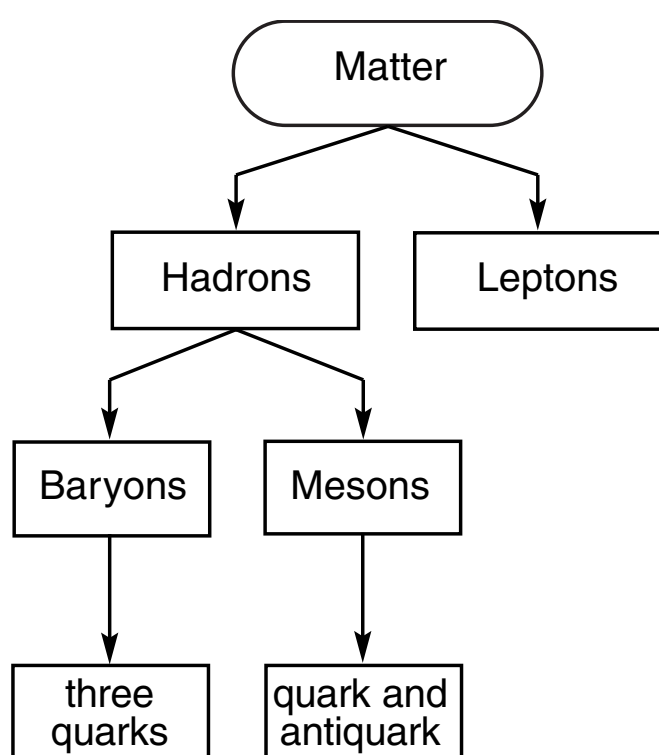 Matter
Hadrons
Leptons
Baryons
Mesons
three
quarks
quark and
antiquark